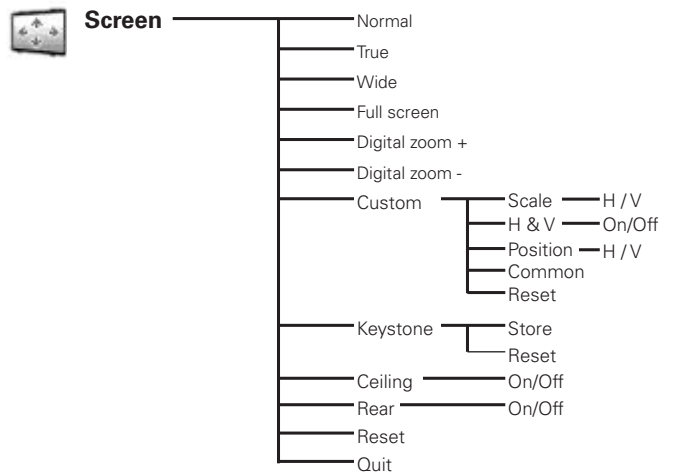 Screen
Normal
True
Wide
Full screen
Digital zoom +
Digital zoom -
Custom Scale H / V
H & V On/Off
Position H / V
Common
Reset
Keystone Store
Reset
Ceiling On/Off
Rear On/Off
Reset
Quit